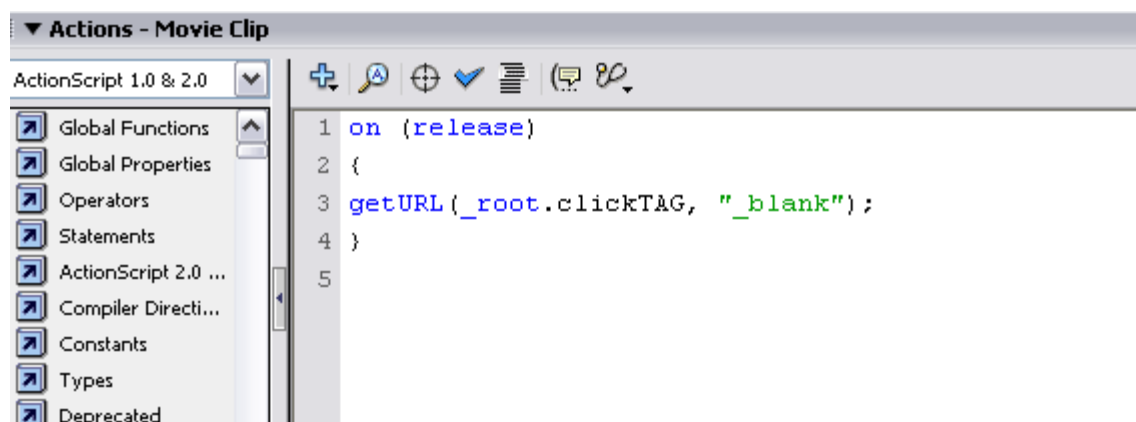 Actions - Movie Clip
ActionScript 1.0 & 2.0
Global Functions
Global Properties
Operators
Statements
ActionScript 2.0 ...
Compiler Directi...
Constants
Types
Deprecated
1 on (release)
2 {
3 getURL(_root.clickTAG, "_blank");
4 }
5